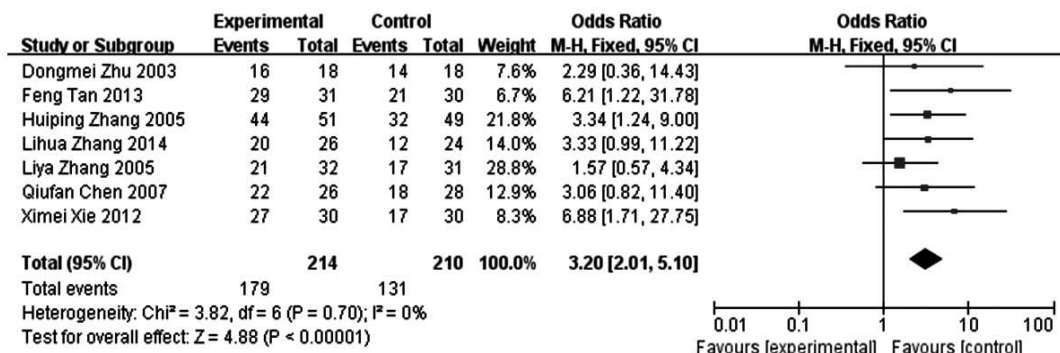 Experimental Control Odds Ratio Odds Ratio
Study or Subgroup Events Total Events Total Weight M-H, Fixed, 95% CI M-H, Fixed, 95% CI
Dongmei Zhu 2003 16 18 14 18 7.6% 2.29 [0.36, 14.43]
Feng Tan 2013 29 31 21 30 6.7% 6.21 [1.22, 31.78]
Huiping Zhang 2005 44 51 32 49 21.8% 3.34 [1.24, 9.00]
Lihua Zhang 2014 20 26 12 24 14.0% 3.33 [0.99, 11.22]
Liya Zhang 2005 21 32 17 31 28.8% 1.57 [0.57, 4.34]
Qiufan Chen 2007 22 26 18 28 12.9% 3.06 [0.82, 11.40]
Ximei Xie 2012 27 30 17 30 8.3% 6.88 [1.71, 27.75]
Total (95% CI) 214 210 100.0% 3.20 [2.01, 5.10]
Total events 179 131
Heterogeneity: Chi² = 3.82, df = 6 (P = 0.70); I² = 0%
Test for overall effect: Z = 4.88 (P < 0.00001)
0.01 0.1 1 10 100
Favours [experimental] Favours [control]